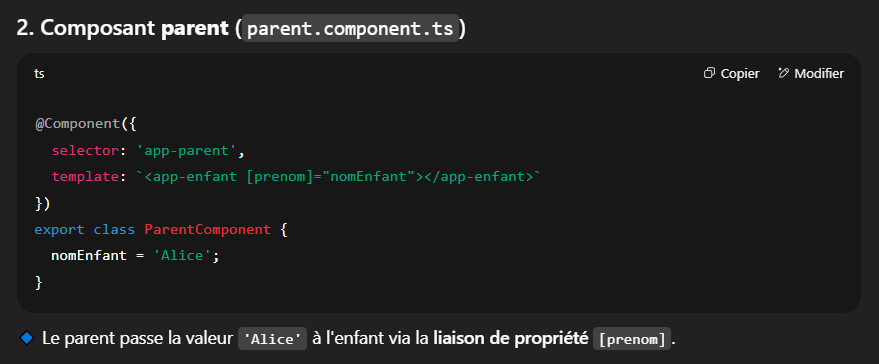 2. Composant parent (parent.component.ts)
ts
Copier
Modifier
@Component({
  selector: 'app-parent',
  template: `<app-enfant [prenom]="nomEnfant"></app-enfant>`
})
export class ParentComponent {
  nomEnfant = 'Alice';
}
Le parent passe la valeur 'Alice' à l'enfant via la liaison de propriété [prenom].